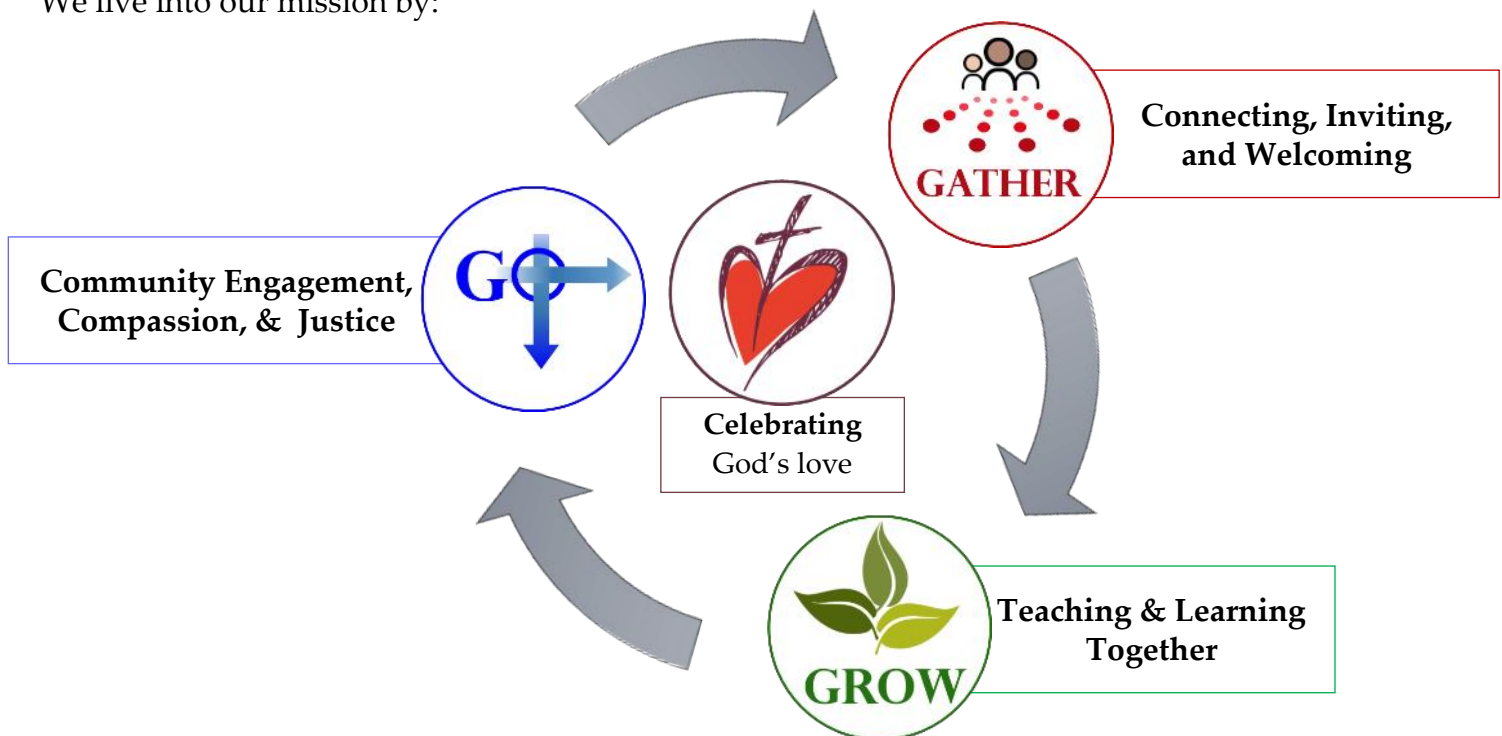 We live into our mission by:
GATHER
Connecting, Inviting,
and Welcoming
GO
Community Engagement,
Compassion, & Justice
Celebrating
God's love
GROW
Teaching & Learning
Together